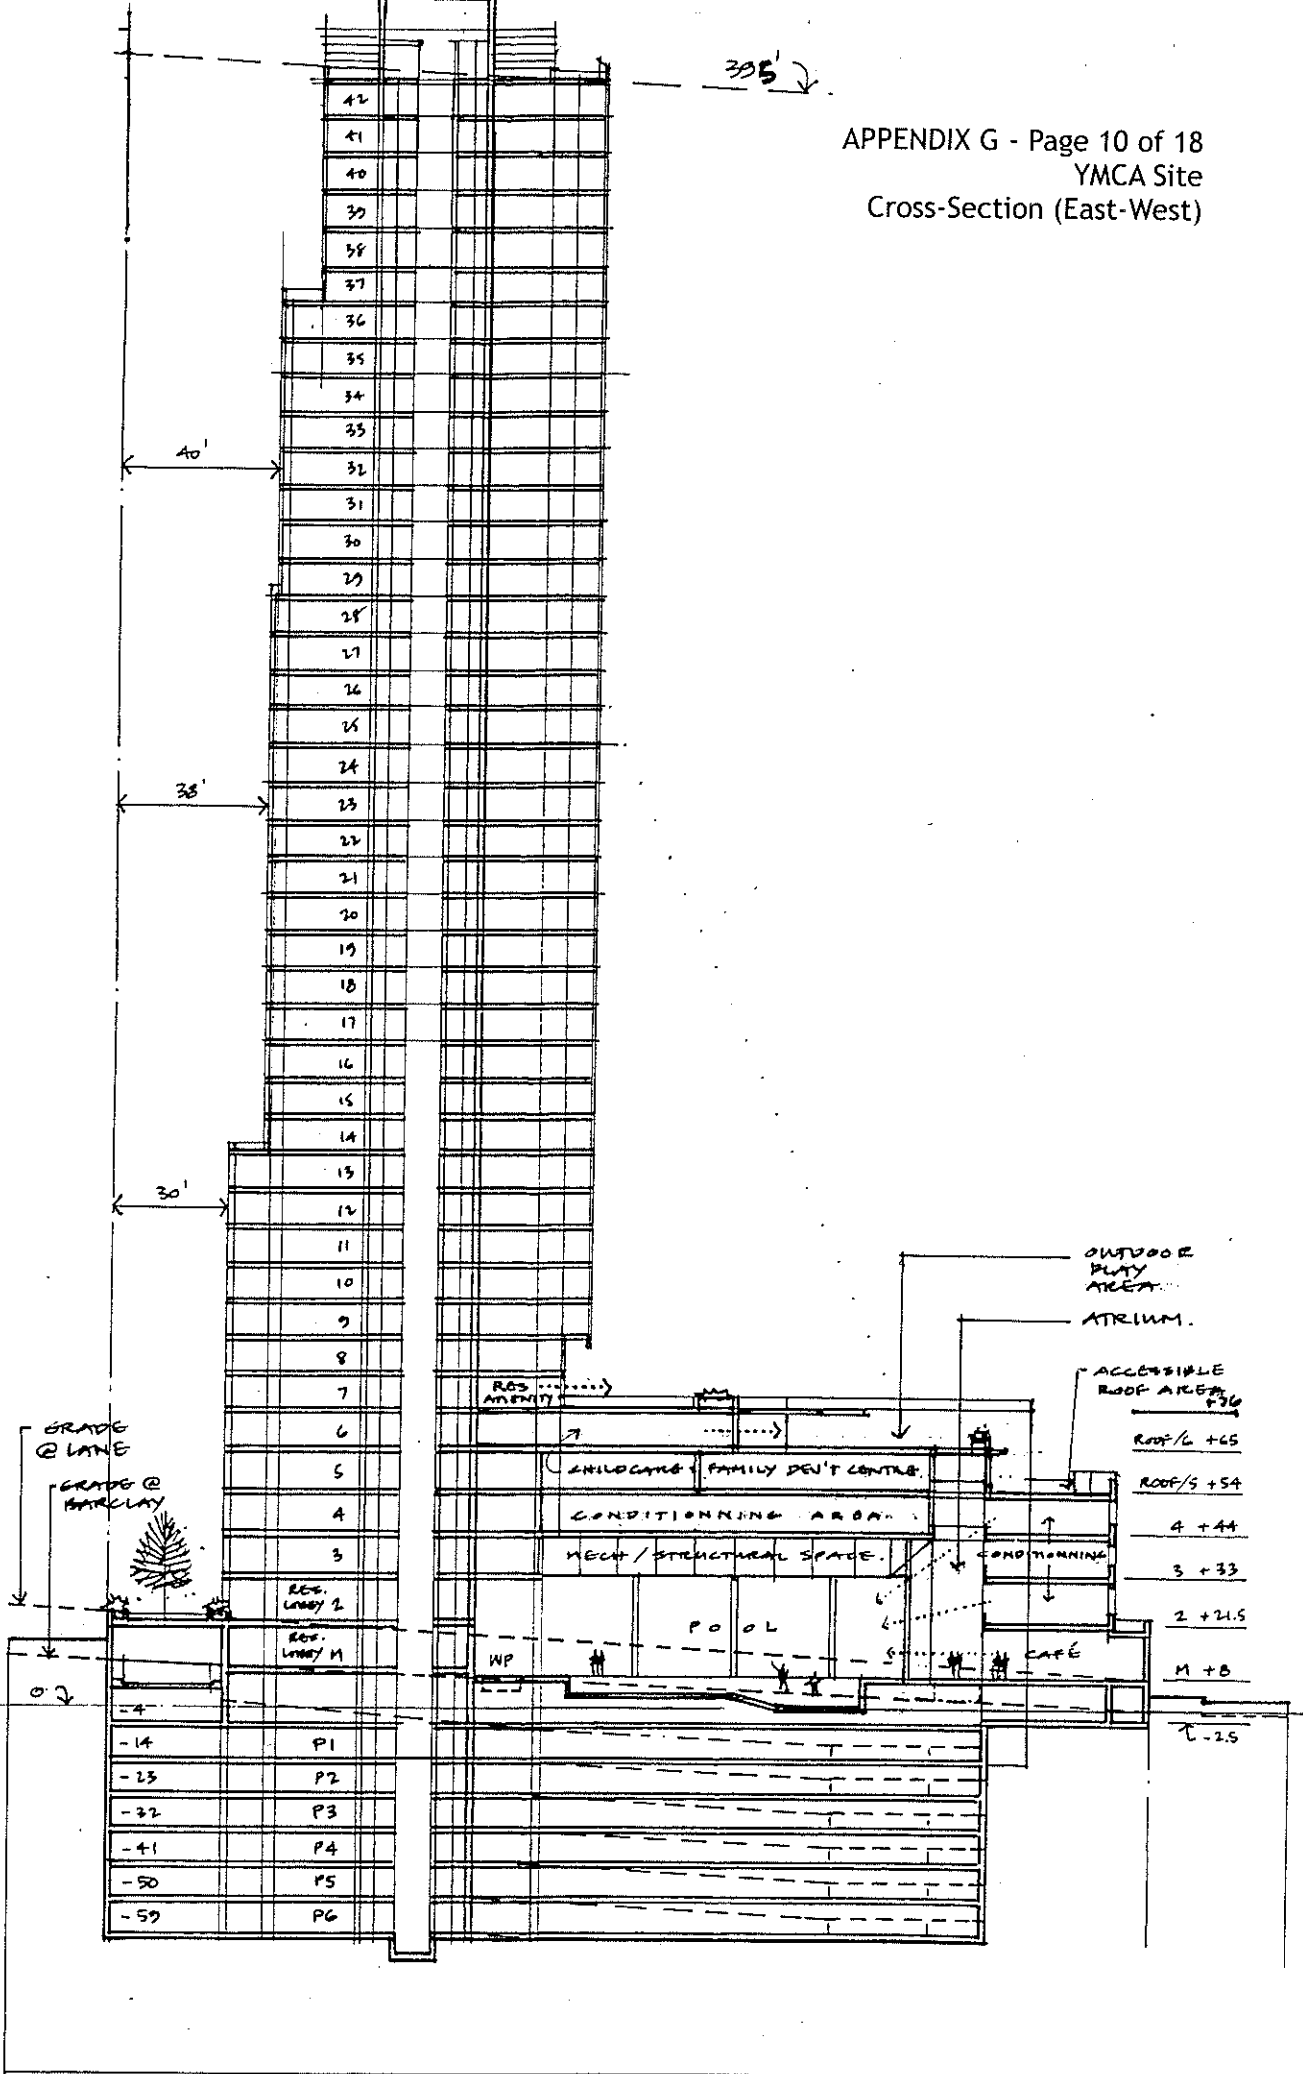 395'
APPENDIX G - Page 10 of 18
YMCA Site
Cross-Section (East-West)
42
41
40
39
38
37
36
35
34
33
40'
32
31
30
29
28
27
26
25
24
38'
23
22
21
20
19
18
17
16
15
14
13
30'
12
11
10
9
8
7
6
5
4
3
OUTDOOR
PLAY
AREA
ATRIUM.
ACCESSIBLE
ROOF AREA
+76
RES
AMENITY
GRADE
@ LANE
GRADE @
BARCLAY
ROOF/6 +65
CHILDCARE + FAMILY DEV'T CENTRE.
ROOF/5 +54
CONDITIONNING AREA
4 +44
MECH / STRUCTURAL SPACE.
CONDITIONNING
3 +33
RES.
LOBBY 2
2 +21.5
POOL
RES.
LOBBY M
WP
CAFÉ
M +8
0
-4
-2.5
-14 P1
-23 P2
-32 P3
-41 P4
-50 P5
-59 P6